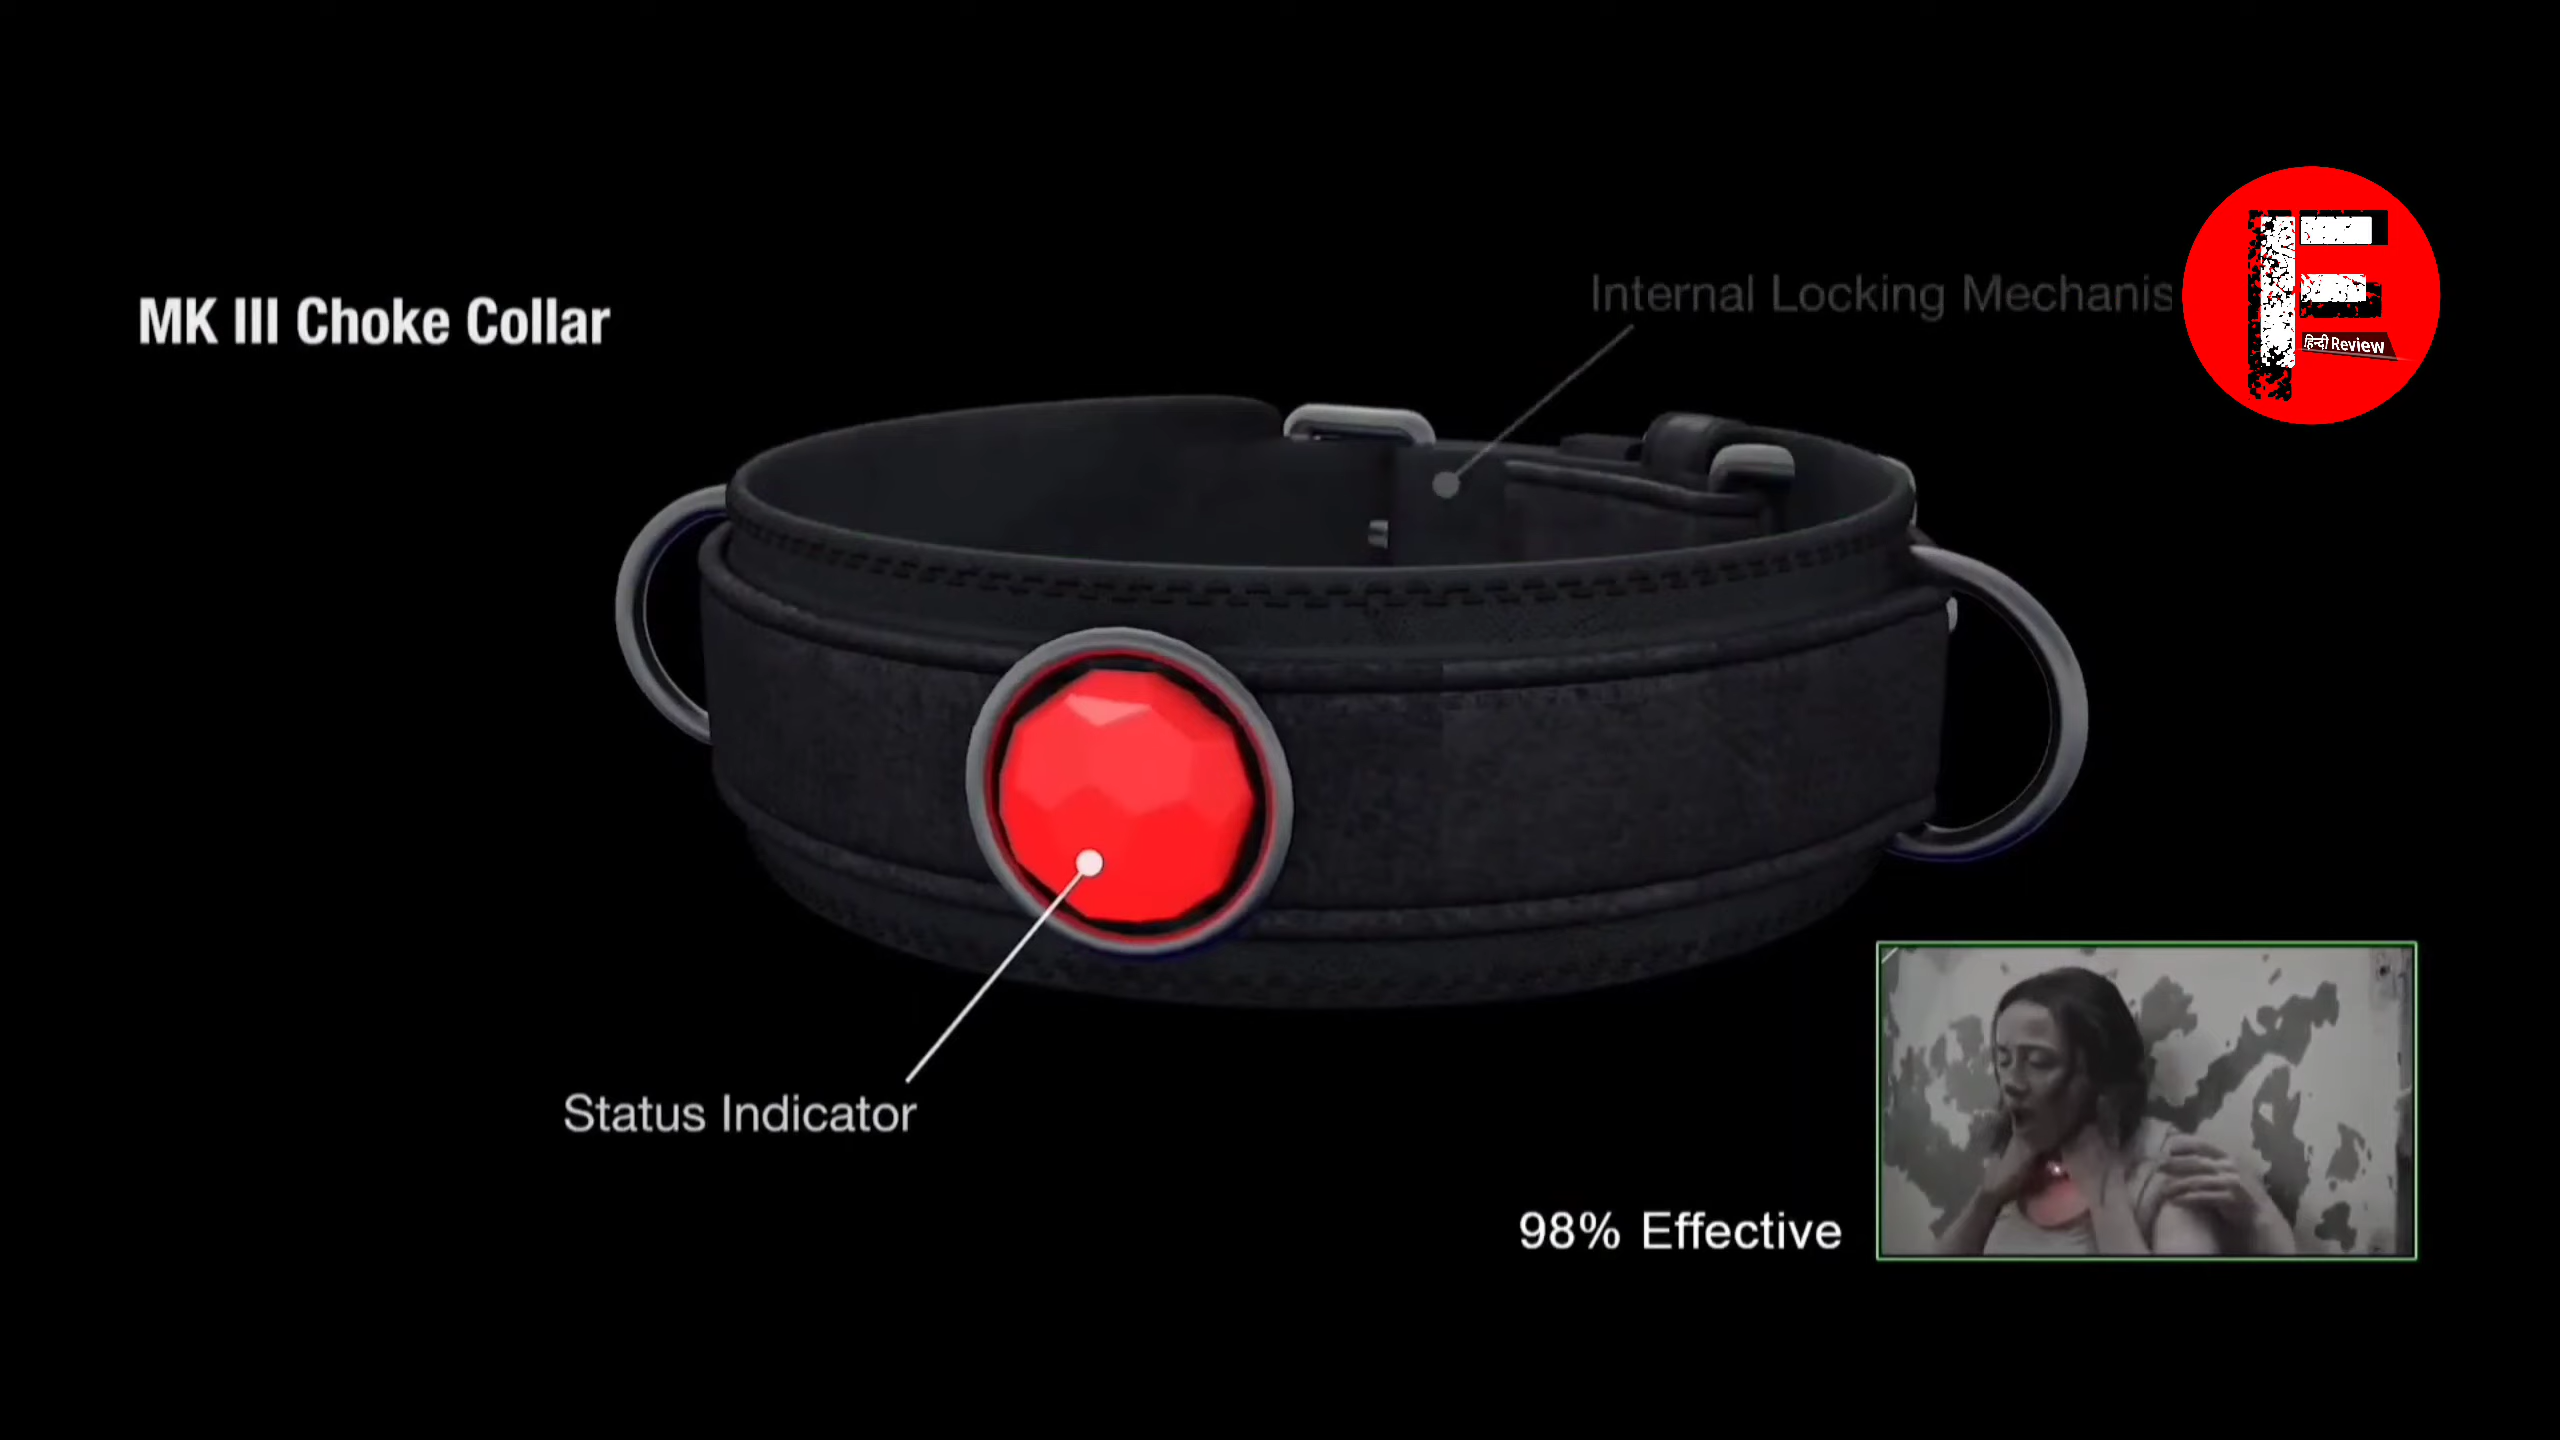 MK III Choke Collar
Internal Locking Mechanis
हिन्दी Review
Status Indicator
98% Effective